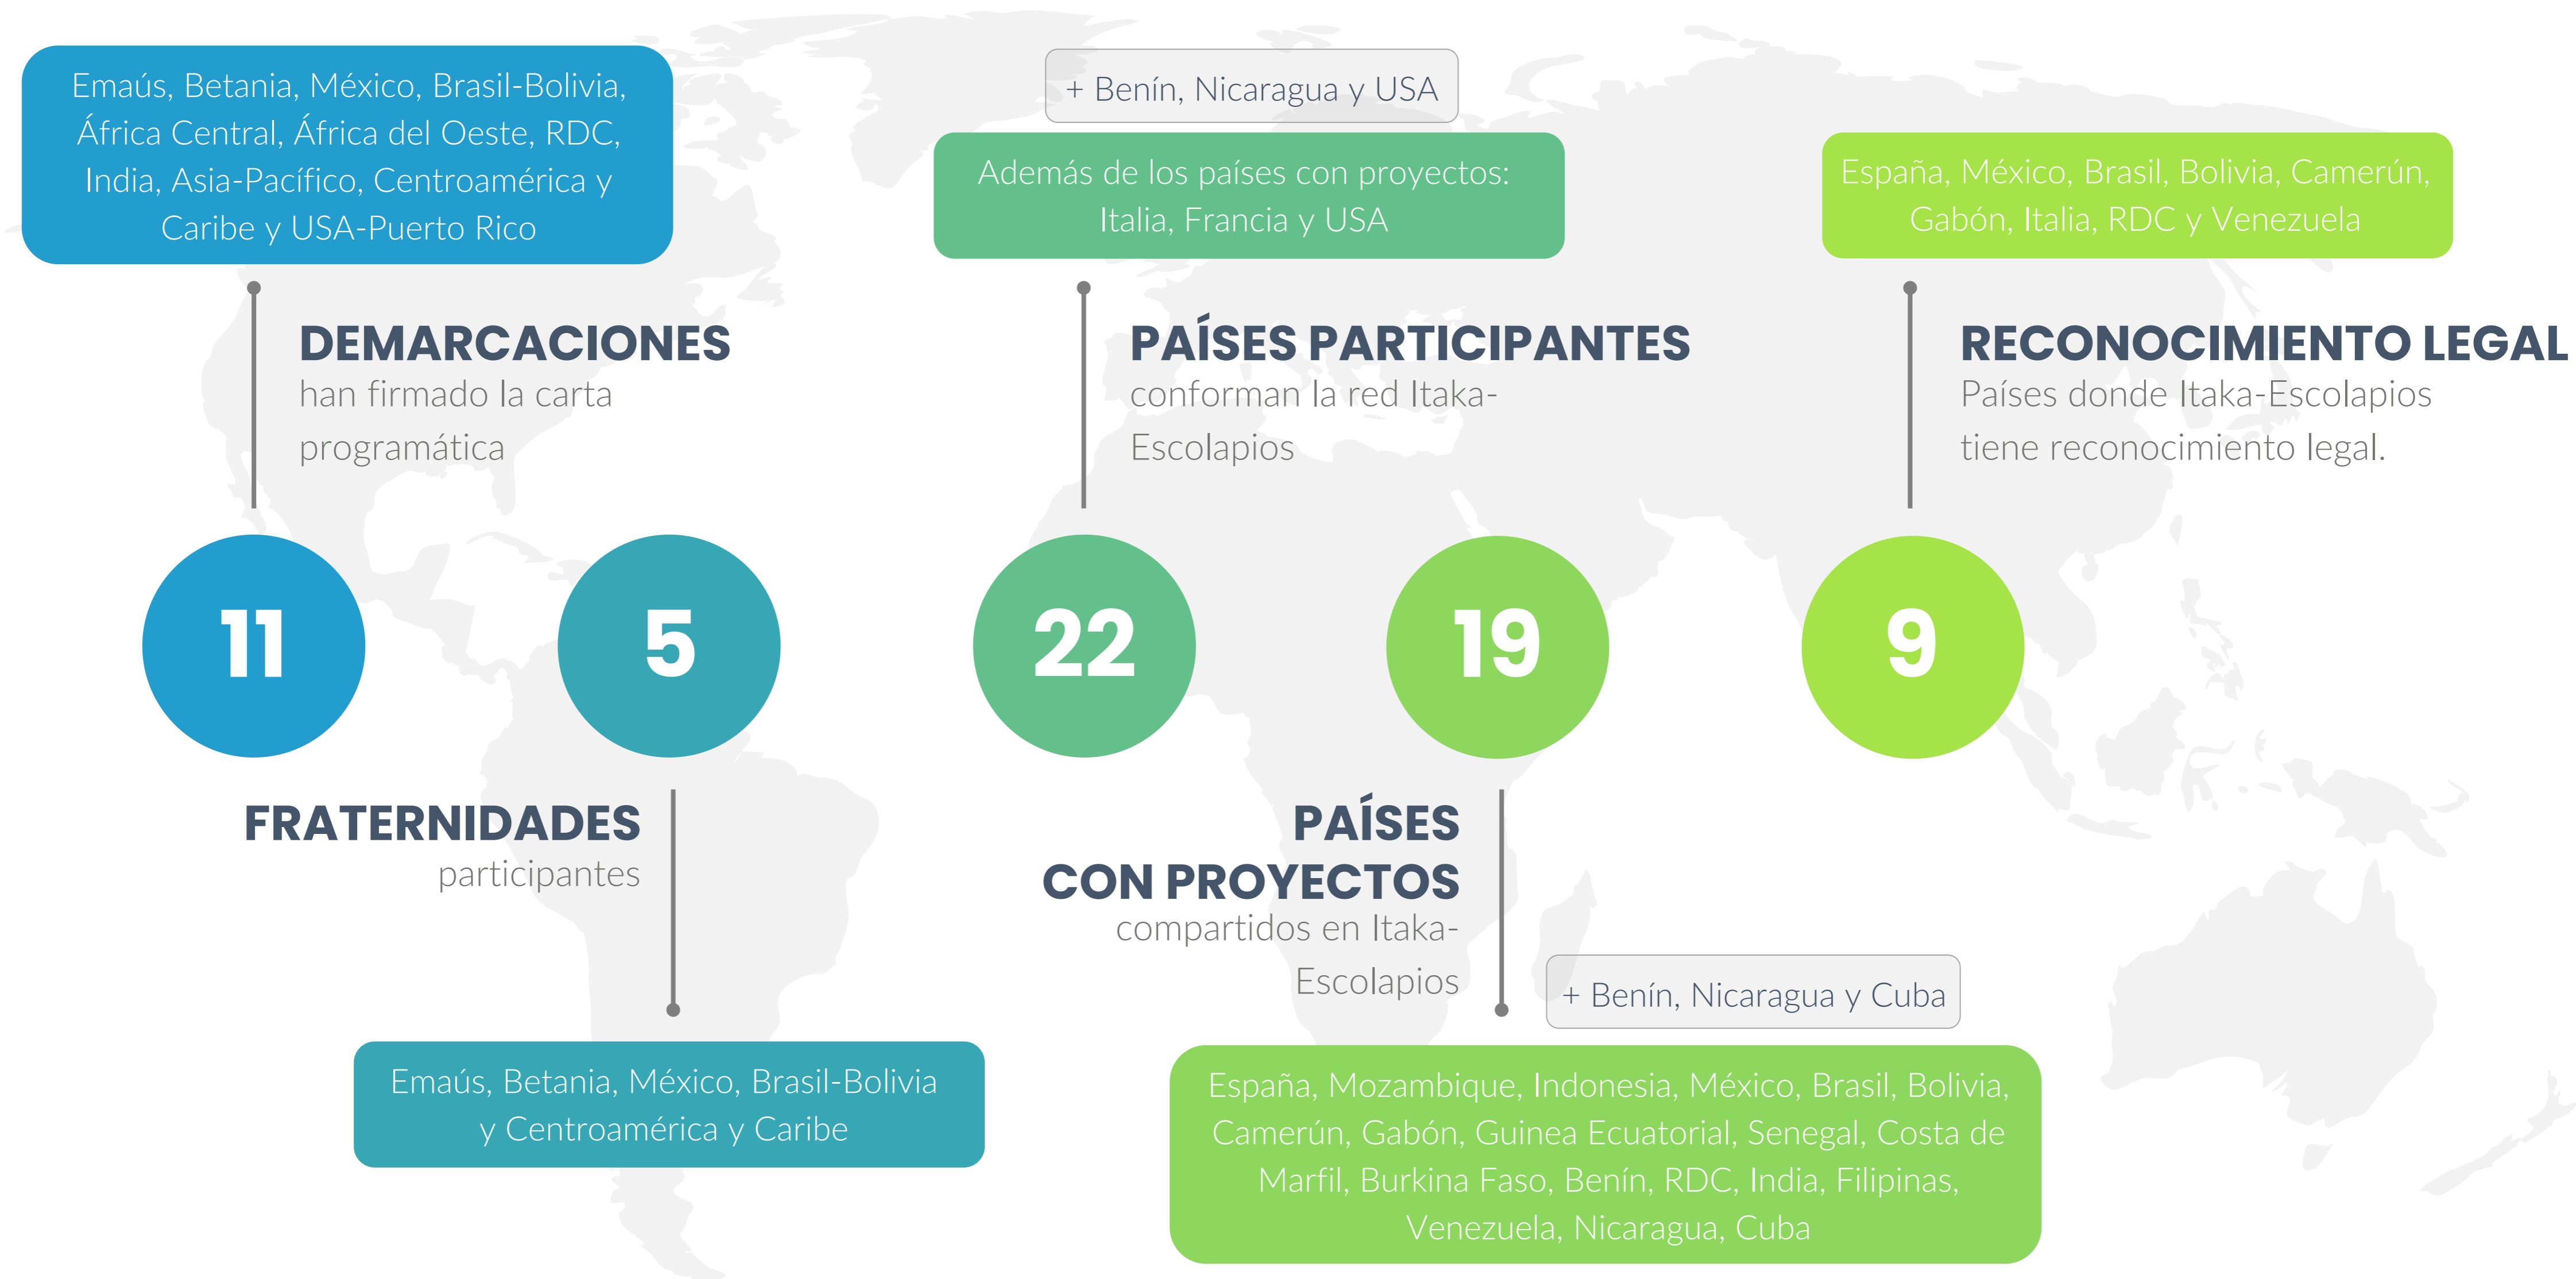 Emaús, Betania, México, Brasil-Bolivia,
África Central, África del Oeste, RDC,
India, Asia-Pacífico, Centroamérica y
Caribe y USA-Puerto Rico
DEMARCACIONES
han firmado la carta
programática
11
+ Benín, Nicaragua y USA
Además de los países con proyectos:
Italia, Francia y USA
PAÍSES PARTICIPANTES
conforman la red Itaka-
Escolapios
22
España, México, Brasil, Bolivia, Camerún,
Gabón, Italia, RDC y Venezuela
RECONOCIMIENTO LEGAL
Países donde Itaka-Escolapios
tiene reconocimiento legal.
9
5
FRATERNIDADES
participantes
Emaús, Betania, México, Brasil-Bolivia
y Centroamérica y Caribe
19
PAÍSES
CON PROYECTOS
compartidos en Itaka-
Escolapios
+ Benín, Nicaragua y Cuba
España, Mozambique, Indonesia, México, Brasil, Bolivia,
Camerún, Gabón, Guinea Ecuatorial, Senegal, Costa de
Marfil, Burkina Faso, Benín, RDC, India, Filipinas,
Venezuela, Nicaragua, Cuba